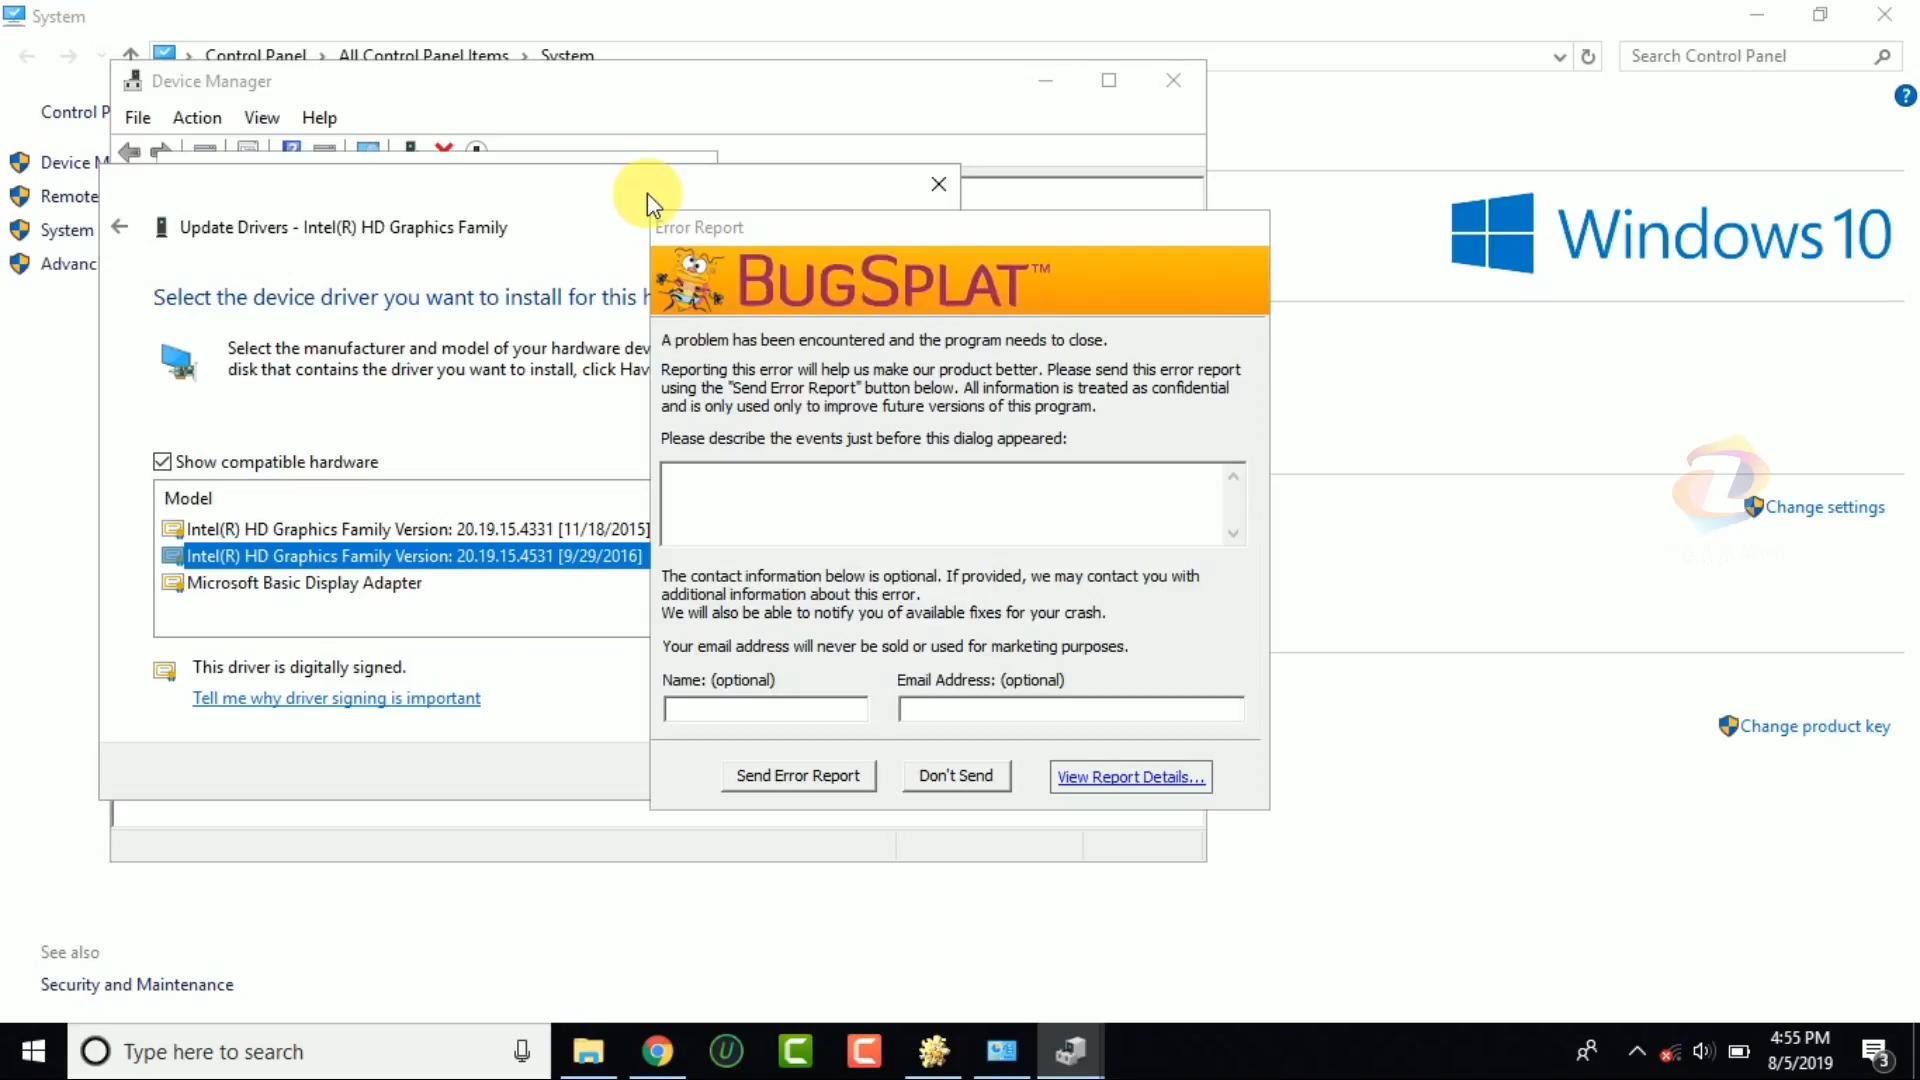 System
Control Panel > All Control Panel Items > System
Search Control Panel
Device Manager
File Action View Help
Control P
Device M
Remote
System
Advanc
Update Drivers - Intel(R) HD Graphics Family
Select the device driver you want to install for this h
Select the manufacturer and model of your hardware dev
disk that contains the driver you want to install, click Hav
Show compatible hardware
Model
Intel(R) HD Graphics Family Version: 20.19.15.4331 [11/18/2015]
Intel(R) HD Graphics Family Version: 20.19.15.4531 [9/29/2016]
Microsoft Basic Display Adapter
This driver is digitally signed.
Tell me why driver signing is important
Error Report
BUGSPLAT™
A problem has been encountered and the program needs to close.
Reporting this error will help us make our product better. Please send this error report
using the "Send Error Report" button below. All information is treated as confidential
and is only used only to improve future versions of this program.
Please describe the events just before this dialog appeared:
The contact information below is optional. If provided, we may contact you with
additional information about this error.
We will also be able to notify you of available fixes for your crash.
Your email address will never be sold or used for marketing purposes.
Name: (optional)
Email Address: (optional)
Send Error Report
Don't Send
View Report Details...
Windows 10
Change settings
Change product key
See also
Security and Maintenance
Type here to search
4:55 PM
8/5/2019
3